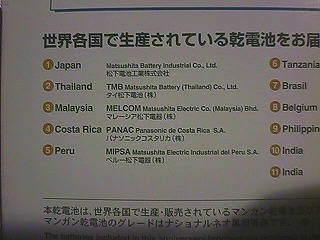 世界各国で生産されている乾電池をお届
1 Japan Matsushita Battery Industrial Co., Ltd.
松下電池工業株式会社
2 Thailand TMB Matsushita Battery (Thailand) Co., Ltd.
タイ松下電池(株)
3 Malaysia MELCOM Matsushita Electric Co. (Malaysia) Bhd.
マレーシア松下電器(株)
4 Costa Rica PANAC Panasonic de Costa Rica S.A.
パナソニックコスタリカ(株)
5 Peru MIPSA Matsushita Electric Industrial del Peru S.A.
ペルー松下電器(株)
6 Tanzania
7 Brasil
8 Belgium
9 Philippin
10 India
11 India
本乾電池は、世界各国で生産・販売されているマンガン乾電池
マンガン乾電池のグレードはナショナルネオ
The batteries included in this